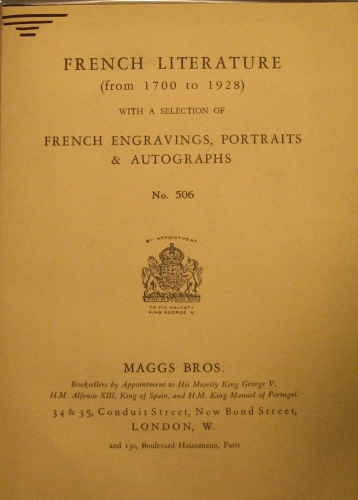 FRENCH LITERATURE
(from 1700 to 1928)
WITH A SELECTION OF
FRENCH ENGRAVINGS, PORTRAITS
& AUTOGRAPHS
No. 506
BY APPOINTMENT
TO HIS MAJESTY
KING GEORGE V
MAGGS BROS.
Booksellers by Appointment to His Majesty King George V,
H.M. Alfonso XIII, King of Spain, and H.M. King Manuel of Portugal.
34 & 35, Conduit Street, New Bond Street,
LONDON, W.
and 130, Boulevard Haussmann, Paris